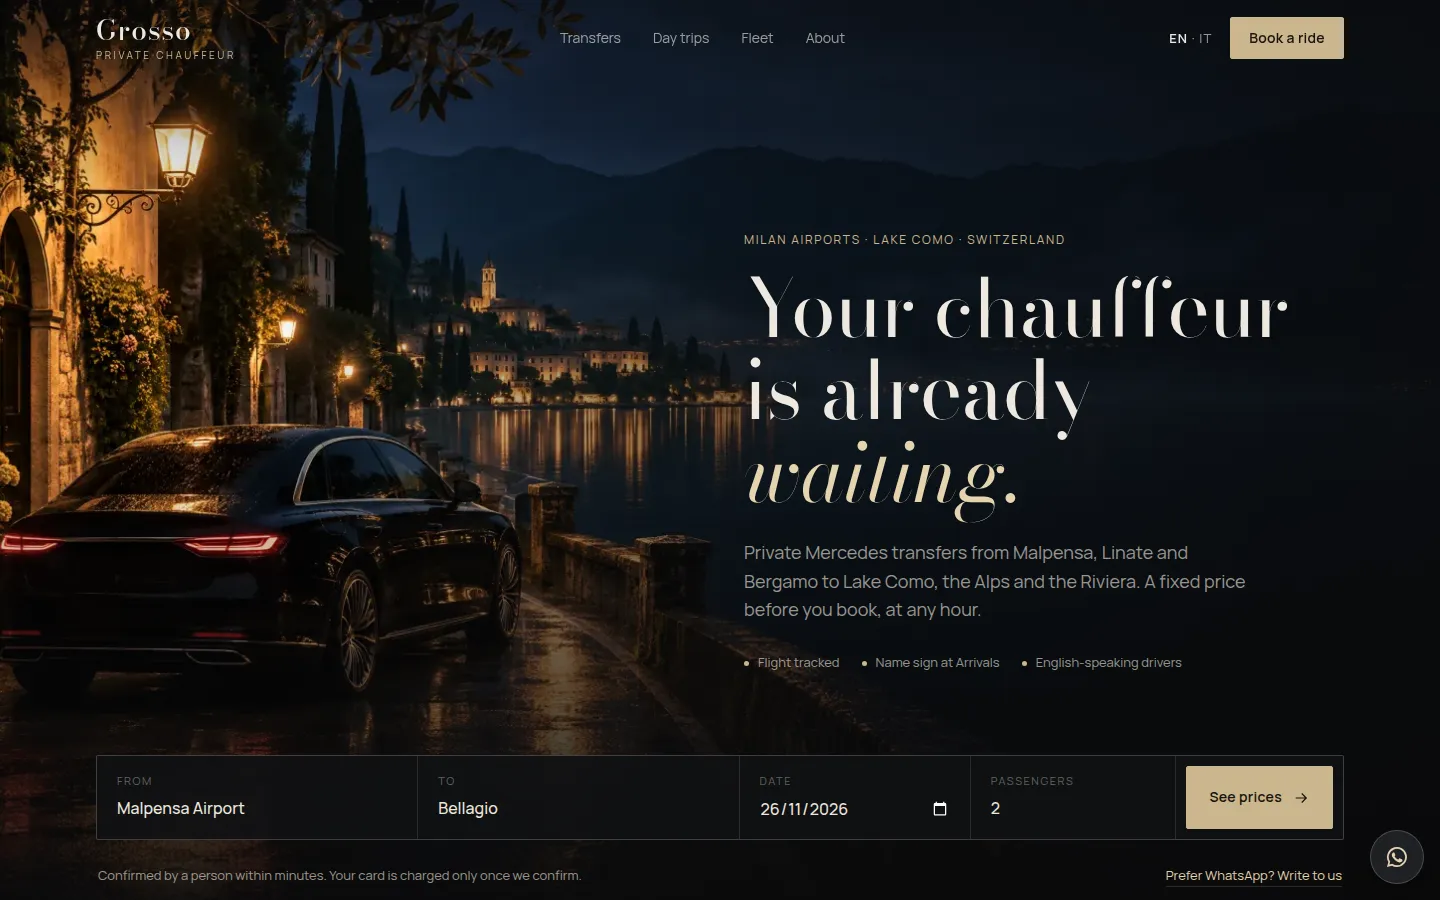 Grosso
PRIVATE CHAUFFEUR
Transfers
Day trips
Fleet
About
EN · IT
Book a ride
MILAN AIRPORTS · LAKE COMO · SWITZERLAND
Your chauffeur
is already
waiting.
Private Mercedes transfers from Malpensa, Linate and
Bergamo to Lake Como, the Alps and the Riviera. A fixed price
before you book, at any hour.
Flight tracked
Name sign at Arrivals
English-speaking drivers
FROM
Malpensa Airport
TO
Bellagio
DATE
26/11/2026
PASSENGERS
2
See prices →
Confirmed by a person within minutes. Your card is charged only once we confirm.
Prefer WhatsApp? Write to us